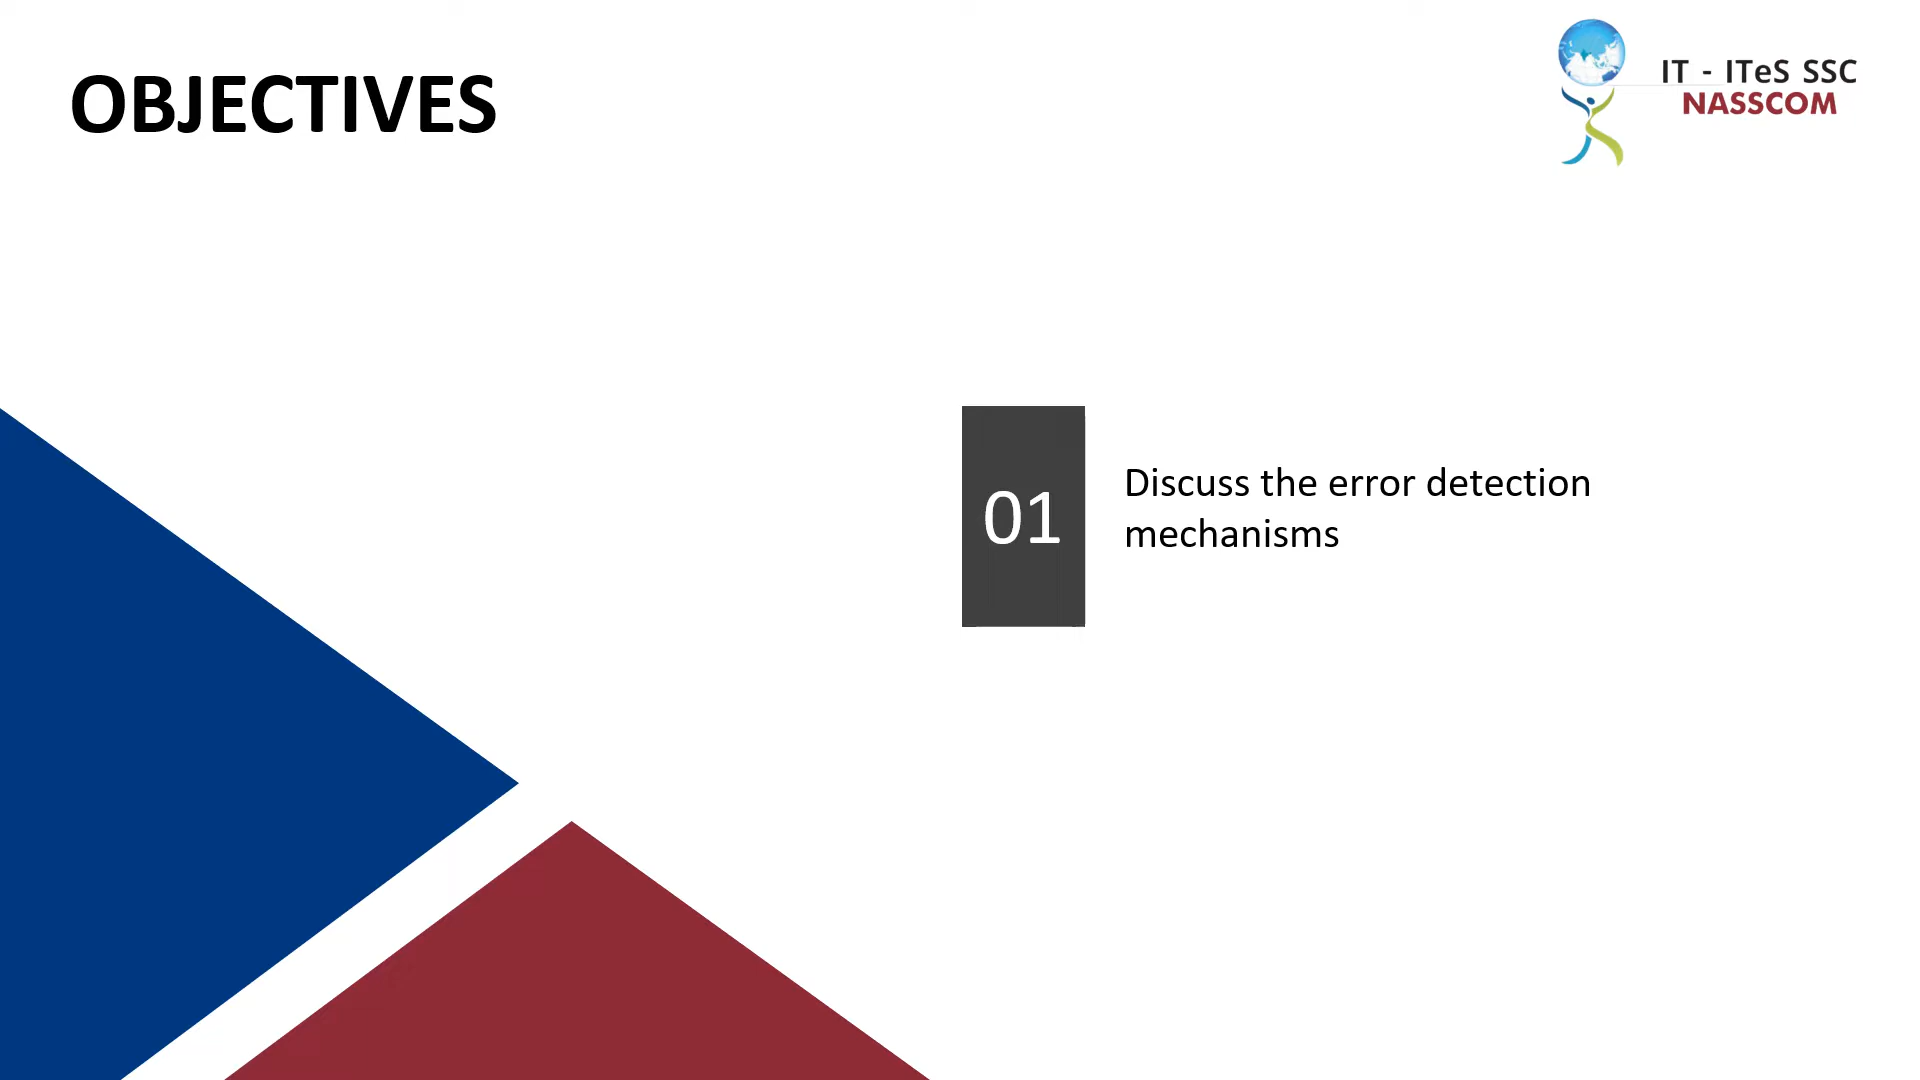 OBJECTIVES
IT - ITeS SSC
NASSCOM
01
Discuss the error detection
mechanisms